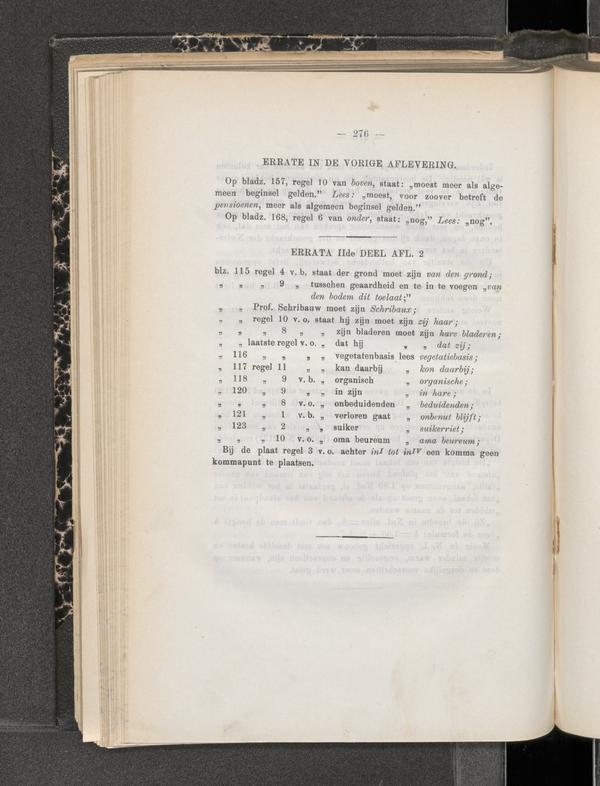 — 276 —
ERRATE IN DE VORIGE AFLEVERING.
Op bladz. 157, regel 10 van boven, staat: „moest meer als alge-
meen beginsel gelden.” Lees: „moest, voor zoover betreft de
pensioenen, meer als algemeen beginsel gelden.”
Op bladz. 168, regel 6 van onder, staat: „nog,” Lees: „nog”.
ERRATA IIde DEEL AFL. 2
blz. 115 regel 4 v. b. staat der grond moet zijn van den grond;
„ „ „ 9 „ tusschen geaardheid en te in te voegen „van
den bodem dit toelaat;”
„ „ Prof. Schribauw moet zijn Schribaux;
„ „ regel 10 v. o. staat hij zijn moet zijn zij haar;
„ „ „ 8 „ „ zijn bladeren moet zijn hare bladeren;
„ „ laatste regel v. o. „ dat hij „ „ dat zij;
„ 116 „ „ „ „ vegetatenbasis lees vegetatiebasis;
„ 117 regel 11 „ „ kan daarbij „ kon daarbij;
„ 118 „ 9 v. b. „ organisch „ organische;
„ 120 „ 9 „ „ in zijn „ in hare;
„ „ „ 8 v. o. „ onbeduidenden „ beduidenden;
„ 121 „ 1 v. b. „ verloren gaat „ onbenut blijft;
„ 123 „ 2 „ „ suiker „ suikerriet;
„ „ „ 10 v. o. „ oma beureum „ ama beureum;
Bij de plaat regel 3 v. o. achter inI tot inIV een komma geen
kommapunt te plaatsen.